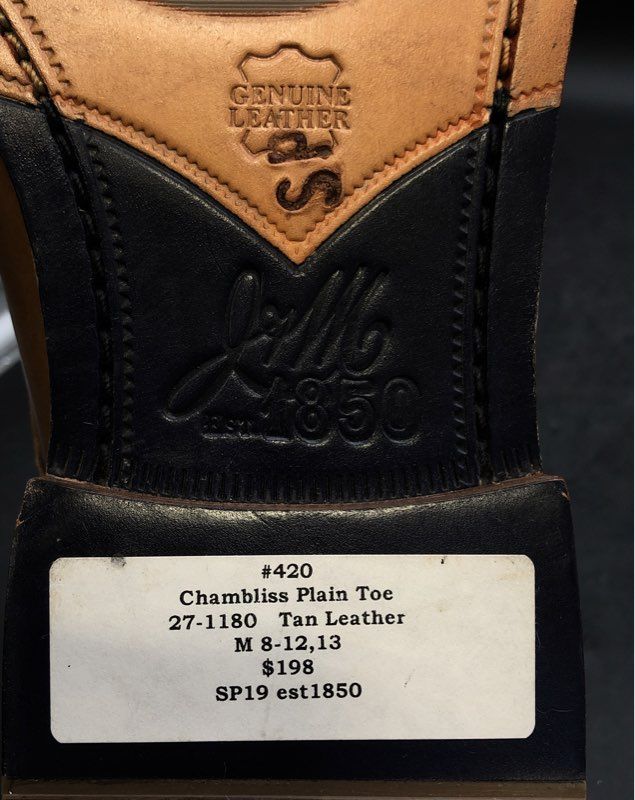 GENUINE
LEATHER
J&M
EST. 1850
#420
Chambliss Plain Toe
27-1180 Tan Leather
M 8-12,13
$198
SP19 est1850